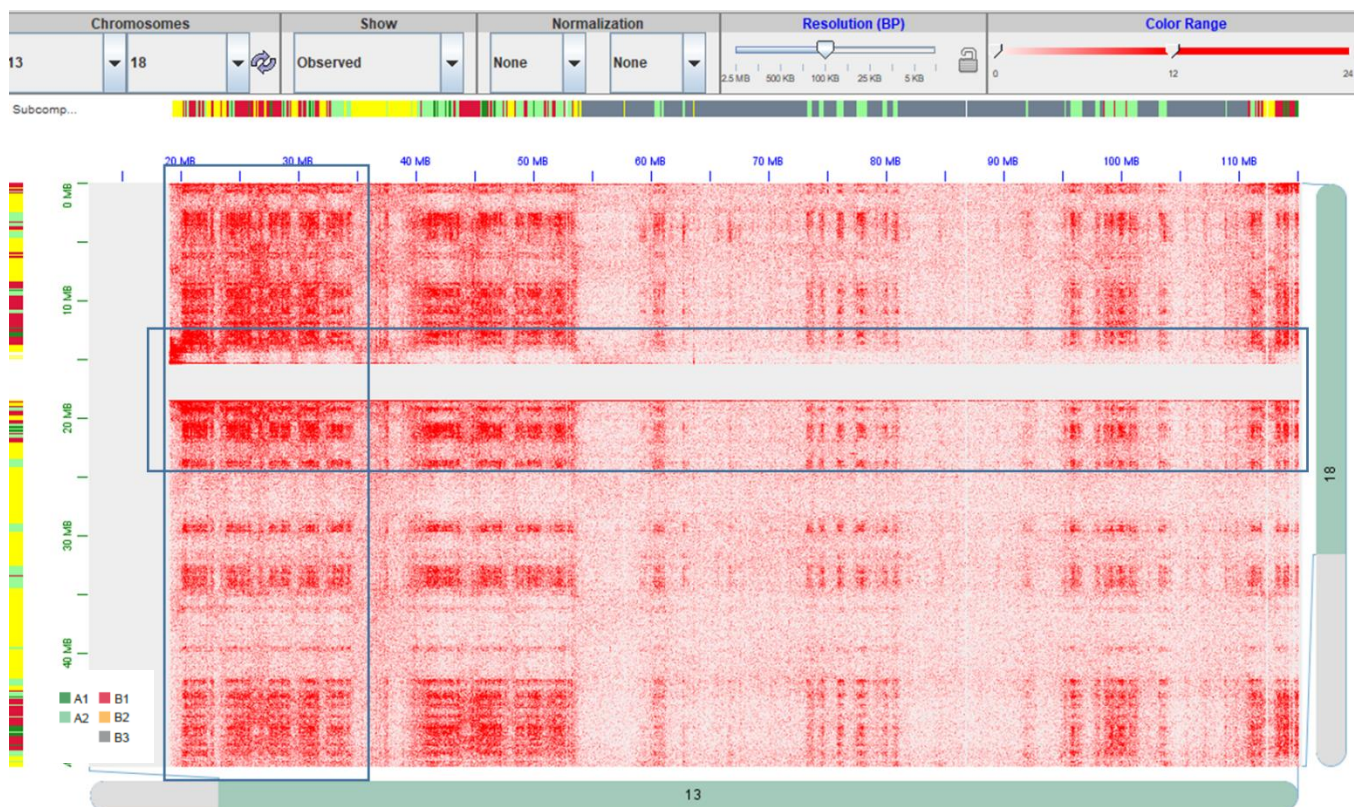 Chromosomes Show Normalization Resolution (BP) Color Range
13 18 Observed None None
2.5 MB 500 KB 100 KB 25 KB 5 KB 0 12 24
Subcomp...
20 MB 30 MB 40 MB 50 MB 60 MB 70 MB 80 MB 90 MB 100 MB 110 MB
0 MB
10 MB
20 MB
30 MB
40 MB
18
A1 B1
A2 B2
B3
13